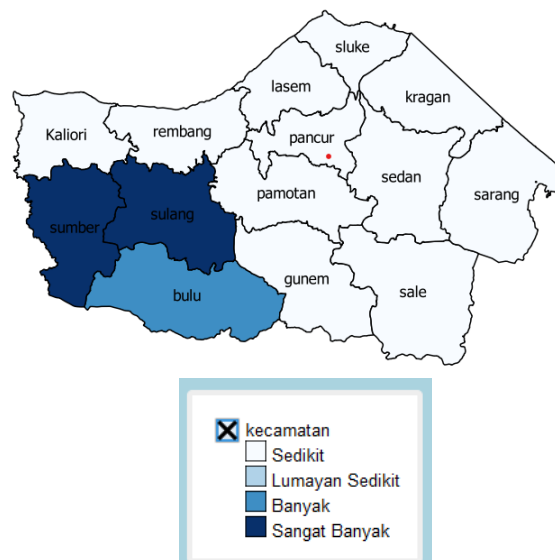 sluke
lasem
kragan
Kaliori
rembang
pancur
sedan
pamotan
sarang
sumber
sulang
gunem
sale
bulu
kecamatan
Sedikit
Lumayan Sedikit
Banyak
Sangat Banyak